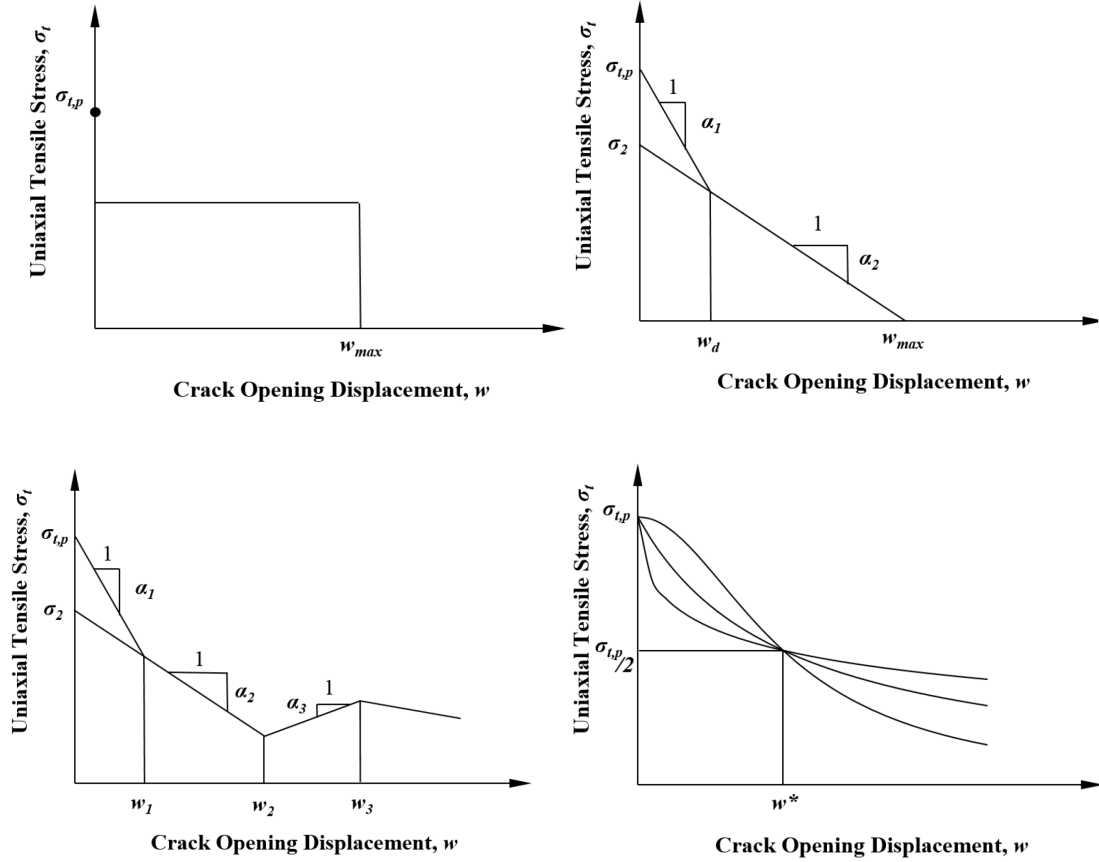 Uniaxial Tensile Stress, σt
σt,p
wmax
Crack Opening Displacement, w
Uniaxial Tensile Stress, σt
σt,p
1
α1
σ2
1
α2
wd
wmax
Crack Opening Displacement, w
Uniaxial Tensile Stress, σt
σt,p
1
α1
σ2
1
α2
1
α3
w1
w2
w3
Crack Opening Displacement, w
Uniaxial Tensile Stress, σt
σt,p
σt,p/2
w*
Crack Opening Displacement, w